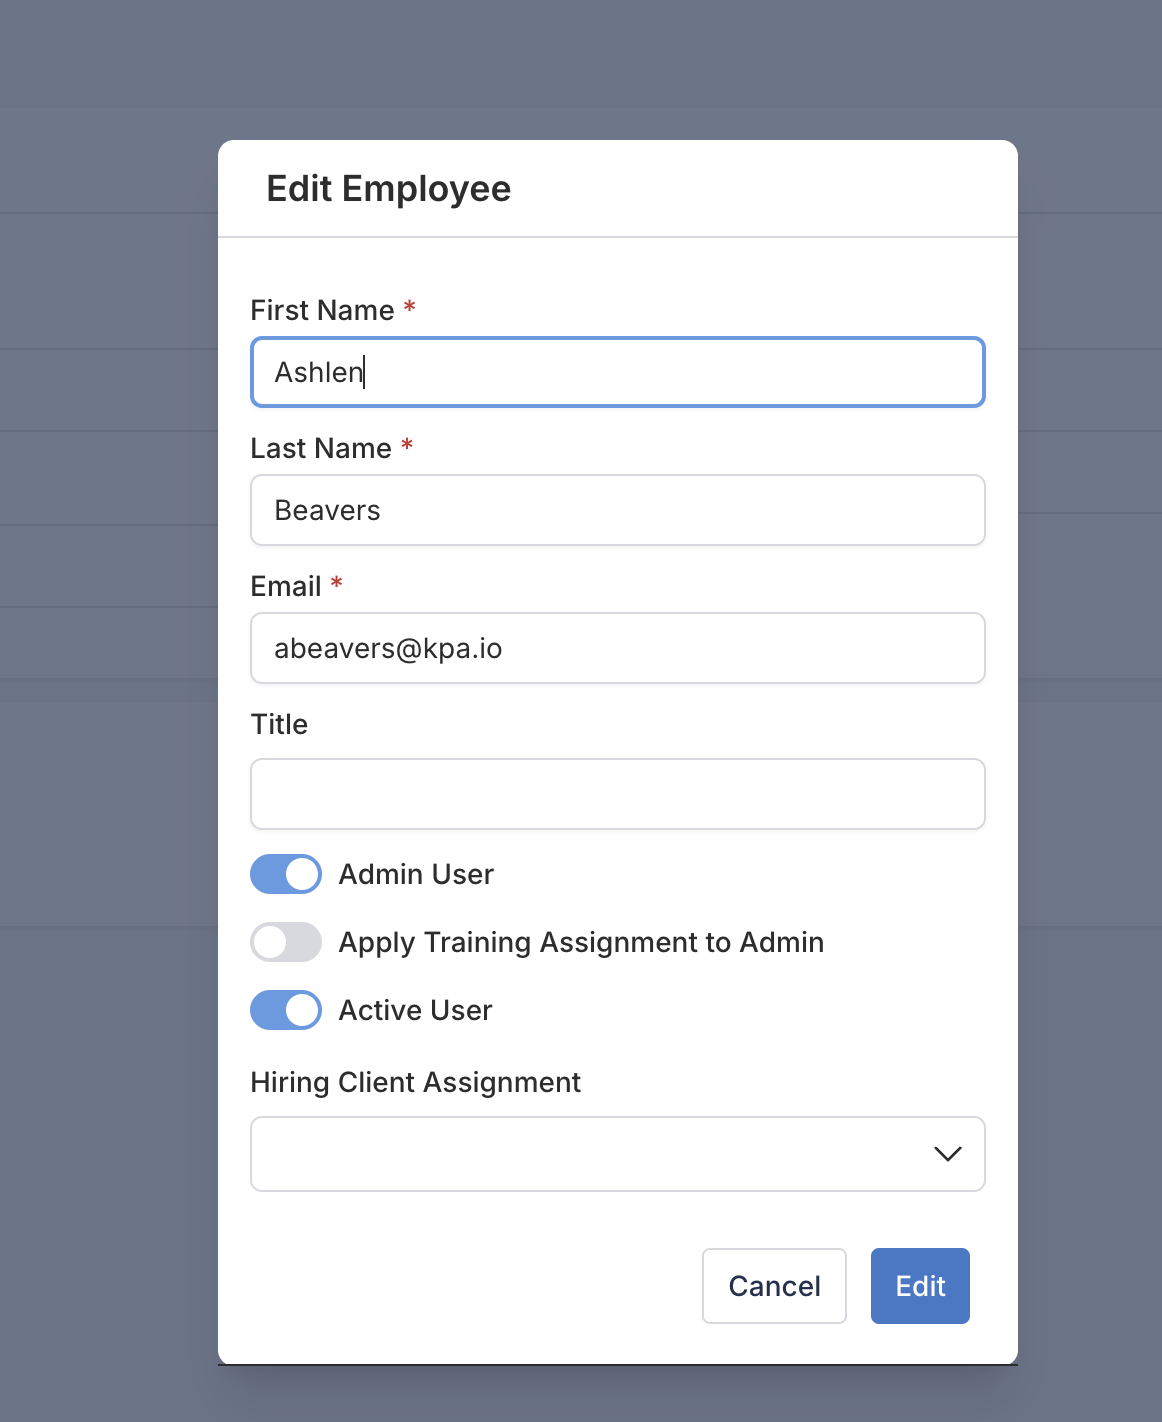 Edit Employee
First Name *
Ashlen
Last Name *
Beavers
Email *
abeavers@kpa.io
Title
Admin User
Apply Training Assignment to Admin
Active User
Hiring Client Assignment
Cancel Edit